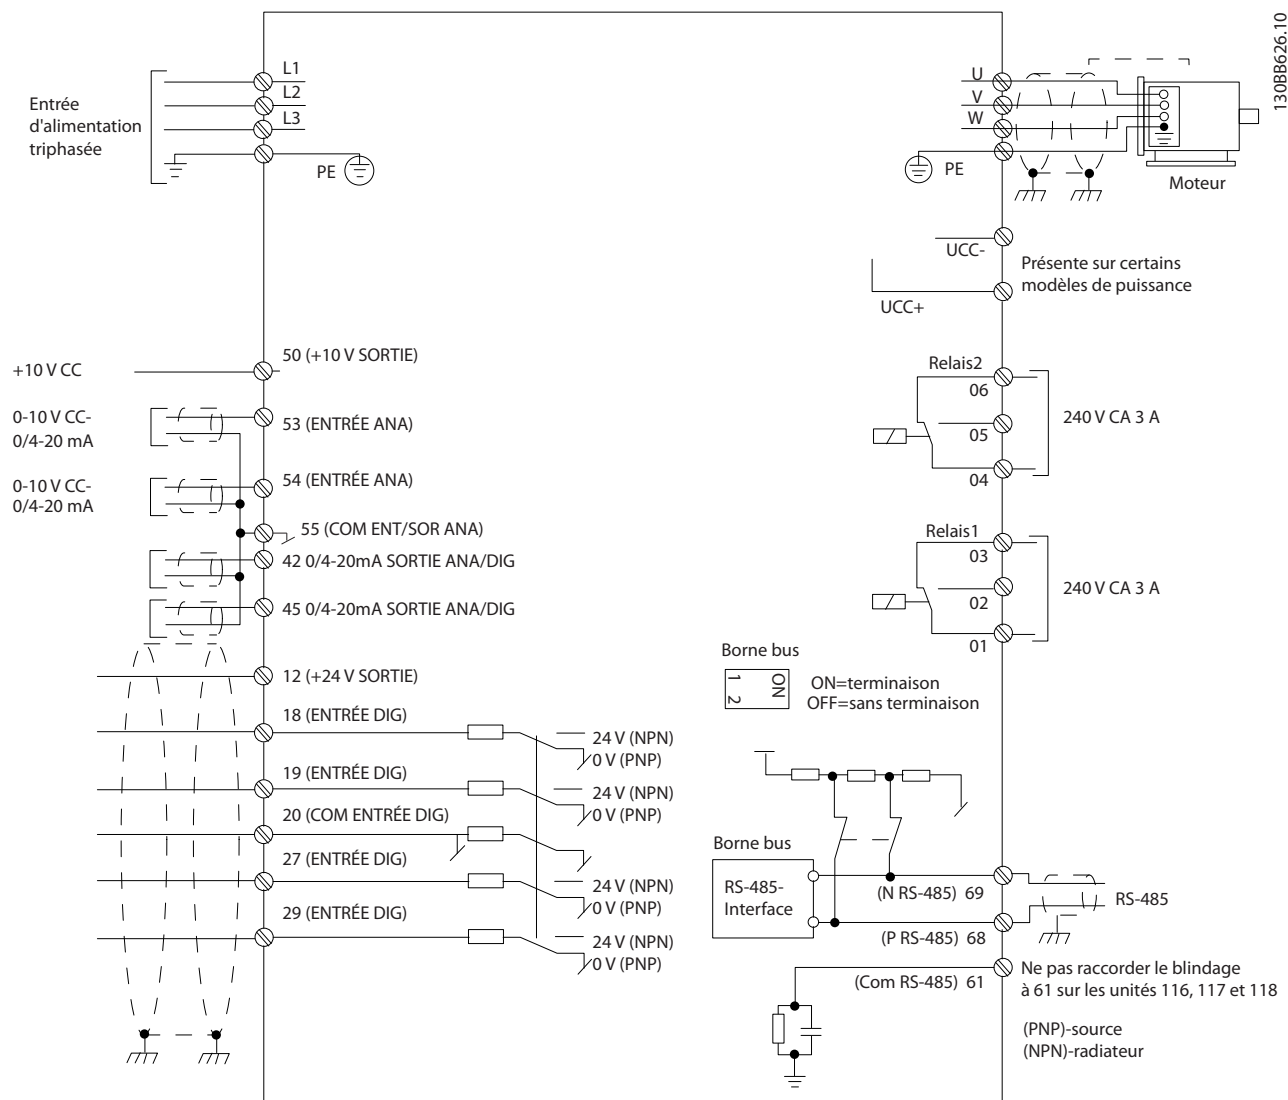 130BB626.10
Entrée
d'alimentation
triphasée
L1
L2
L3
PE
U
V
W
PE
Moteur
UCC-
UCC+
Présente sur certains
modèles de puissance
+10 V CC
50 (+10 V SORTIE)
0-10 V CC-
0/4-20 mA
53 (ENTRÉE ANA)
0-10 V CC-
0/4-20 mA
54 (ENTRÉE ANA)
55 (COM ENT/SOR ANA)
42 0/4-20mA SORTIE ANA/DIG
45 0/4-20mA SORTIE ANA/DIG
12 (+24 V SORTIE)
18 (ENTRÉE DIG)
24 V (NPN)
0 V (PNP)
19 (ENTRÉE DIG)
24 V (NPN)
0 V (PNP)
20 (COM ENTRÉE DIG)
27 (ENTRÉE DIG)
24 V (NPN)
0 V (PNP)
29 (ENTRÉE DIG)
24 V (NPN)
0 V (PNP)
Relais2
06
05
04
240 V CA 3 A
Relais1
03
02
01
240 V CA 3 A
Borne bus
1
2
ON
ON=terminaison
OFF=sans terminaison
Borne bus
RS-485-
Interface
(N RS-485) 69
(P RS-485) 68
RS-485
(Com RS-485) 61
Ne pas raccorder le blindage
à 61 sur les unités 116, 117 et 118
(PNP)-source
(NPN)-radiateur